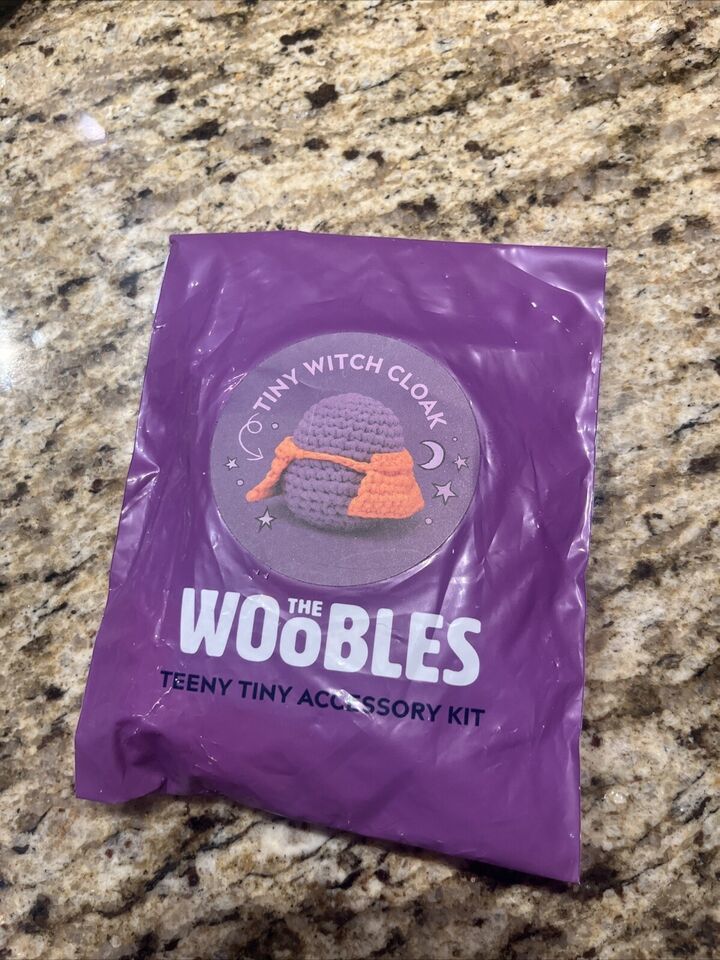 TINY WITCH CLOAK
THE
WOoBLES
TEENY TINY ACCESSORY KIT